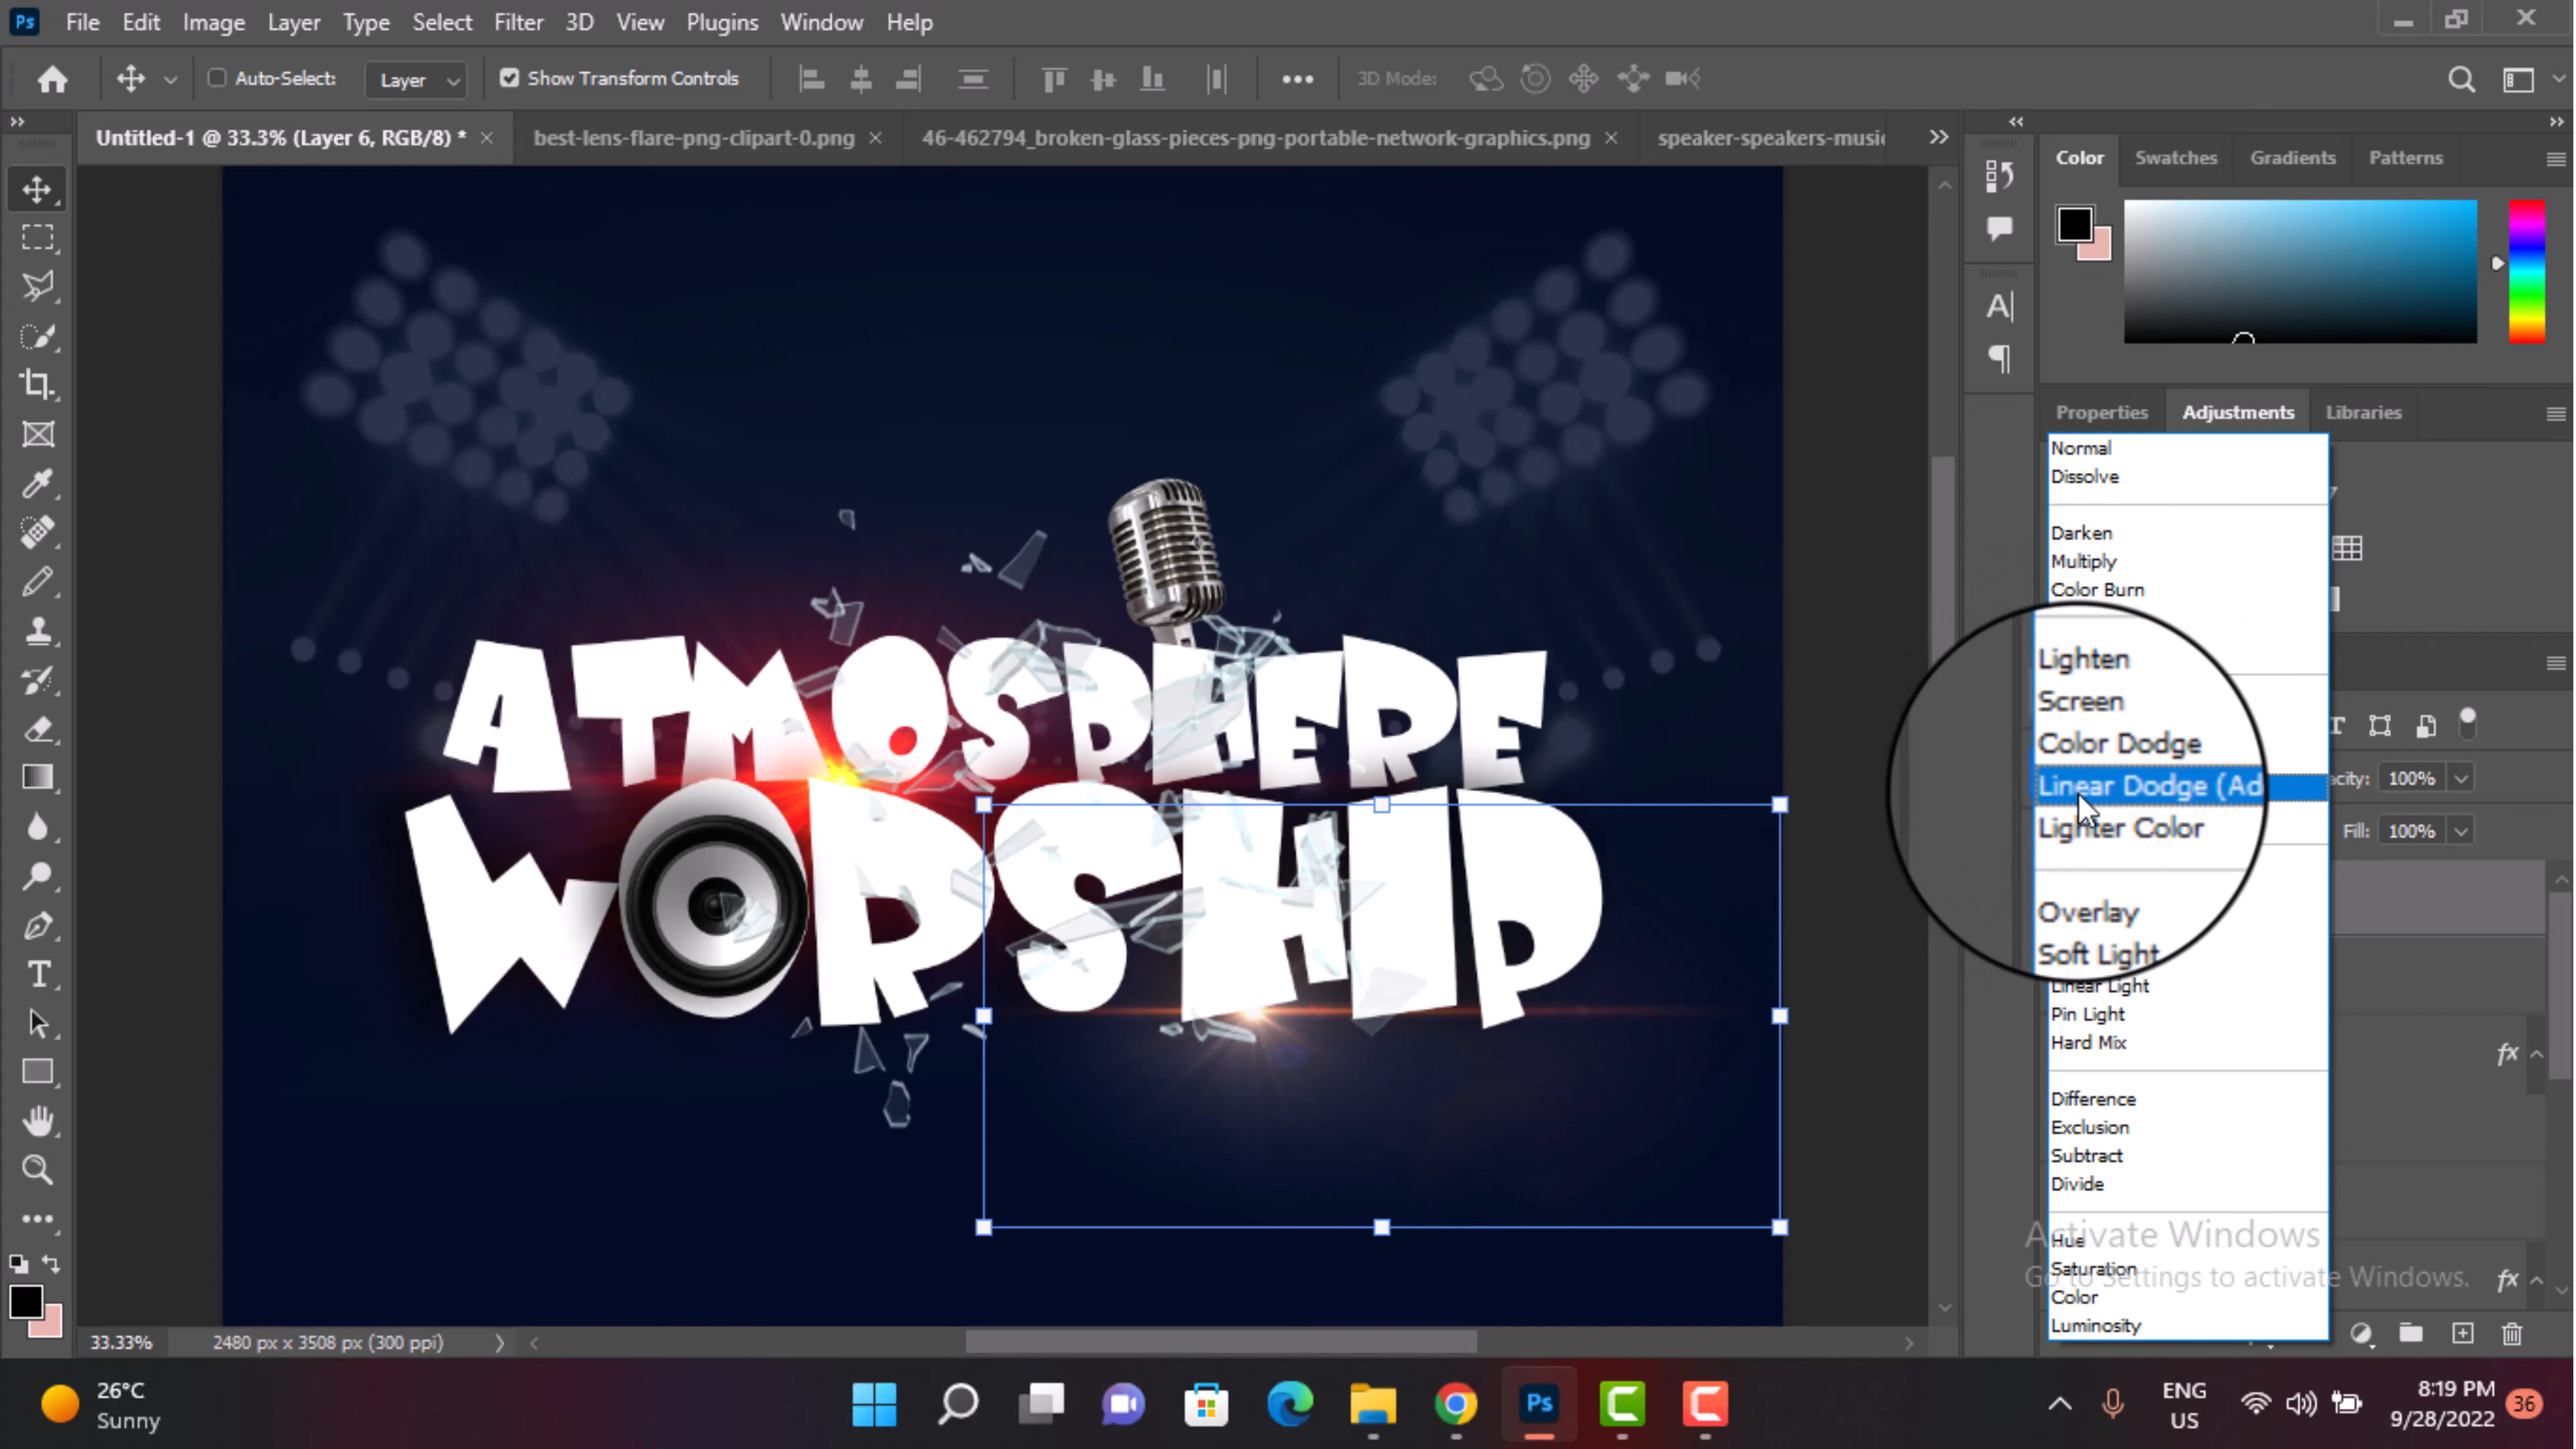 Ps File Edit Image Layer Type Select Filter 3D View Plugins Window Help
Auto-Select: Layer Show Transform Controls 3D Mode:
Untitled-1 @ 33.3% (Layer 6, RGB/8) * best-lens-flare-png-clipart-0.png 46-462794_broken-glass-pieces-png-portable-network-graphics.png speaker-speakers-music
Color Swatches Gradients Patterns
Properties Adjustments Libraries
Normal
Dissolve
Darken
Multiply
Color Burn
Lighten
Screen
Color Dodge
Linear Dodge (Ad
acity: 100%
Lighter Color
Fill: 100%
Overlay
Soft Light
Linear Light
Pin Light
Hard Mix
fx
Difference
Exclusion
Subtract
Divide
Activate Windows
Hue
Go to Settings to activate Windows.
Saturation
fx
Color
Luminosity
ATMOSPHERE
WORSHIP
33.33% 2480 px x 3508 px (300 ppi)
26°C
Sunny
Ps
ENG
US
8:19 PM
9/28/2022
36